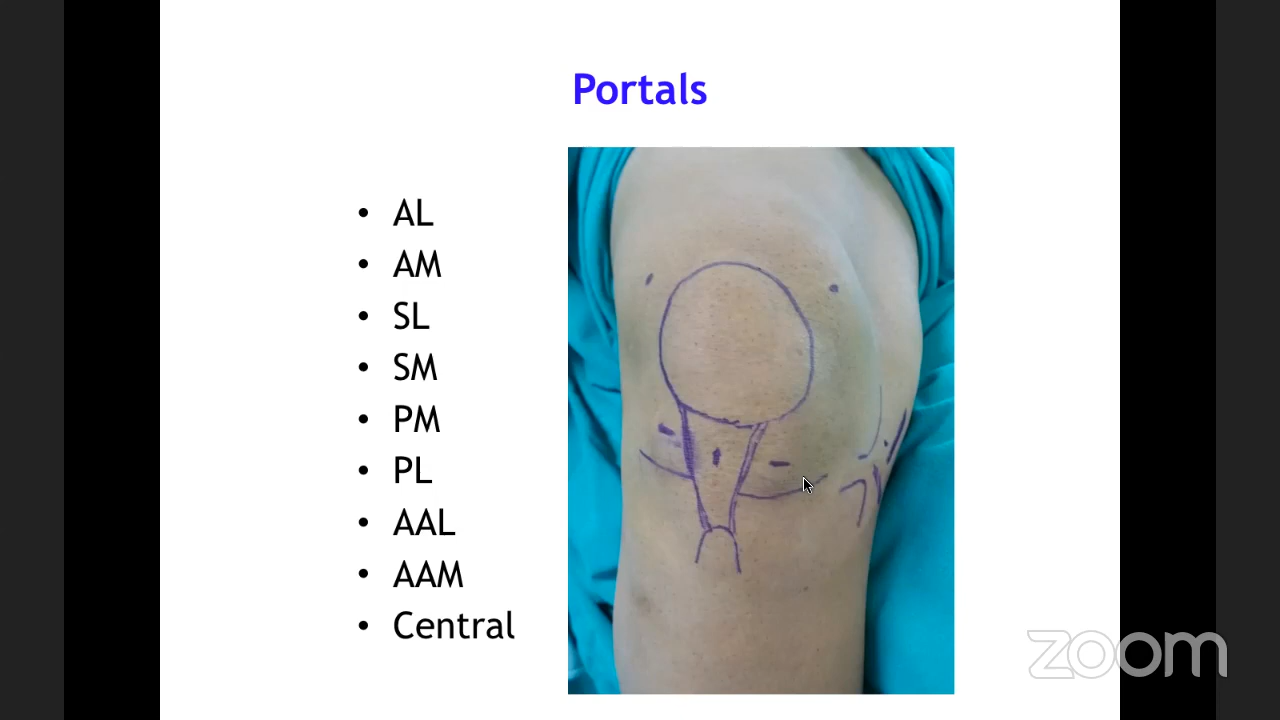 Portals
• AL
• AM
• SL
• SM
• PM
• PL
• AAL
• AAM
• Central
zoom